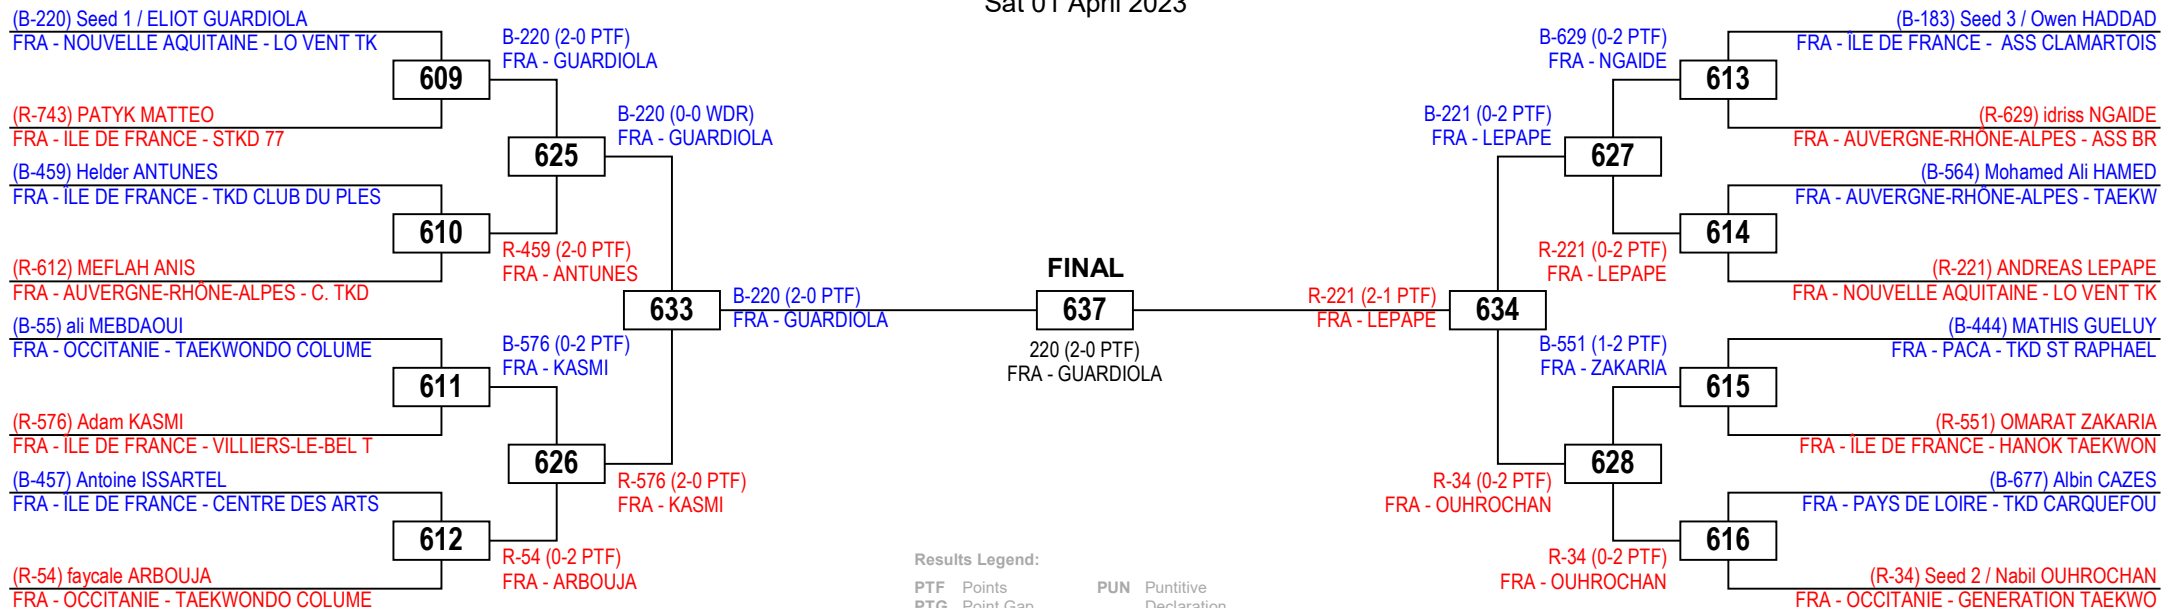 Sat 01 April 2023
(B-220) Seed 1 / ELIOT GUARDIOLA
FRA - NOUVELLE AQUITAINE - LO VENT TK
609
(R-743) PATYK MATTEO
FRA - ILE DE FRANCE - STKD 77
(B-459) Helder ANTUNES
FRA - ÎLE DE FRANCE - TKD CLUB DU PLES
610
(R-612) MEFLAH ANIS
FRA - AUVERGNE-RHÔNE-ALPES - C. TKD
(B-55) ali MEBDAOUI
FRA - OCCITANIE - TAEKWONDO COLUME
611
(R-576) Adam KASMI
FRA - ÎLE DE FRANCE - VILLIERS-LE-BEL T
(B-457) Antoine ISSARTEL
FRA - ÎLE DE FRANCE - CENTRE DES ARTS
612
(R-54) faycale ARBOUJA
FRA - OCCITANIE - TAEKWONDO COLUME
B-220 (2-0 PTF)
FRA - GUARDIOLA
625
R-459 (2-0 PTF)
FRA - ANTUNES
B-576 (0-2 PTF)
FRA - KASMI
626
R-54 (0-2 PTF)
FRA - ARBOUJA
B-220 (0-0 WDR)
FRA - GUARDIOLA
633
R-576 (2-0 PTF)
FRA - KASMI
B-220 (2-0 PTF)
FRA - GUARDIOLA
FINAL
637
220 (2-0 PTF)
FRA - GUARDIOLA
R-221 (2-1 PTF)
FRA - LEPAPE
B-221 (0-2 PTF)
FRA - LEPAPE
634
R-34 (0-2 PTF)
FRA - OUHROCHAN
B-629 (0-2 PTF)
FRA - NGAIDE
627
R-221 (0-2 PTF)
FRA - LEPAPE
B-551 (1-2 PTF)
FRA - ZAKARIA
628
R-34 (0-2 PTF)
FRA - OUHROCHAN
(B-183) Seed 3 / Owen HADDAD
FRA - ÎLE DE FRANCE - ASS CLAMARTOIS
613
(R-629) idriss NGAIDE
FRA - AUVERGNE-RHÔNE-ALPES - ASS BR
(B-564) Mohamed Ali HAMED
FRA - AUVERGNE-RHÔNE-ALPES - TAEKW
614
(R-221) ANDREAS LEPAPE
FRA - NOUVELLE AQUITAINE - LO VENT TK
(B-444) MATHIS GUELUY
FRA - PACA - TKD ST RAPHAEL
615
(R-551) OMARAT ZAKARIA
FRA - ÎLE DE FRANCE - HANOK TAEKWON
(B-677) Albin CAZES
FRA - PAYS DE LOIRE - TKD CARQUEFOU
616
(R-34) Seed 2 / Nabil OUHROCHAN
FRA - OCCITANIE - GENERATION TAEKWO
Results Legend:
PTF Points PUN Puntitive
PTG Point Gap Declaration